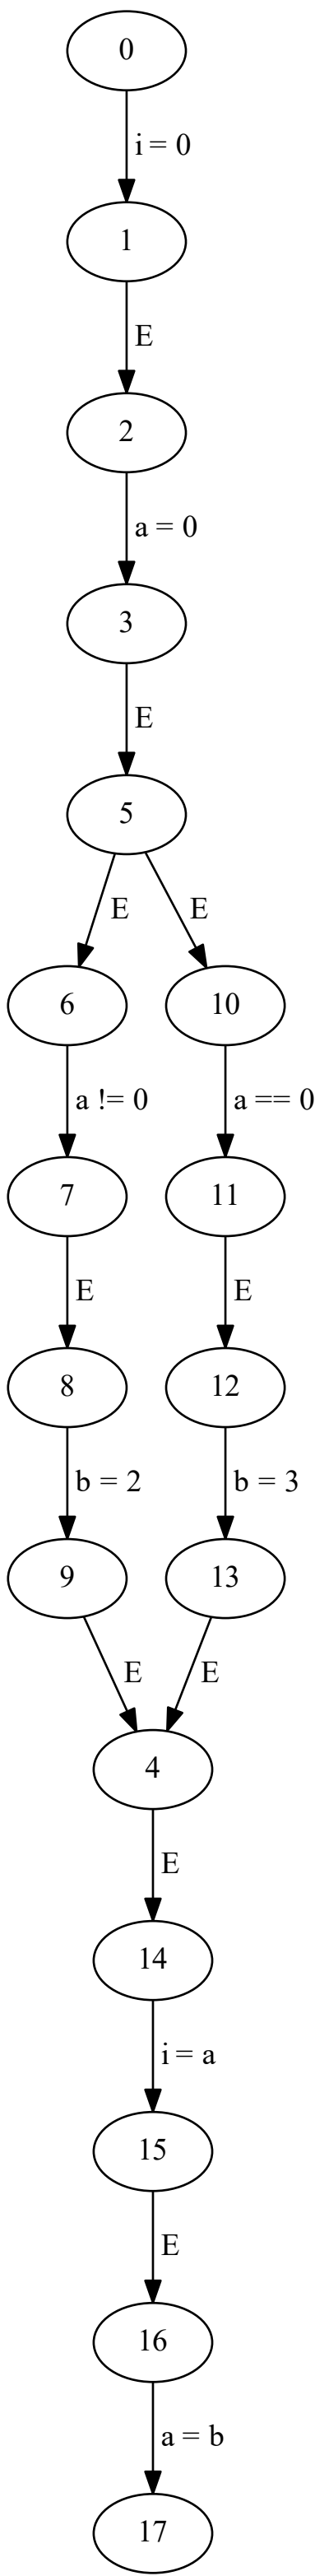 0
i = 0
1
E
2
a = 0
3
E
5
E E
6 10
a != 0 a == 0
7 11
E E
8 12
b = 2 b = 3
9 13
E E
4
E
14
i = a
15
E
16
a = b
17